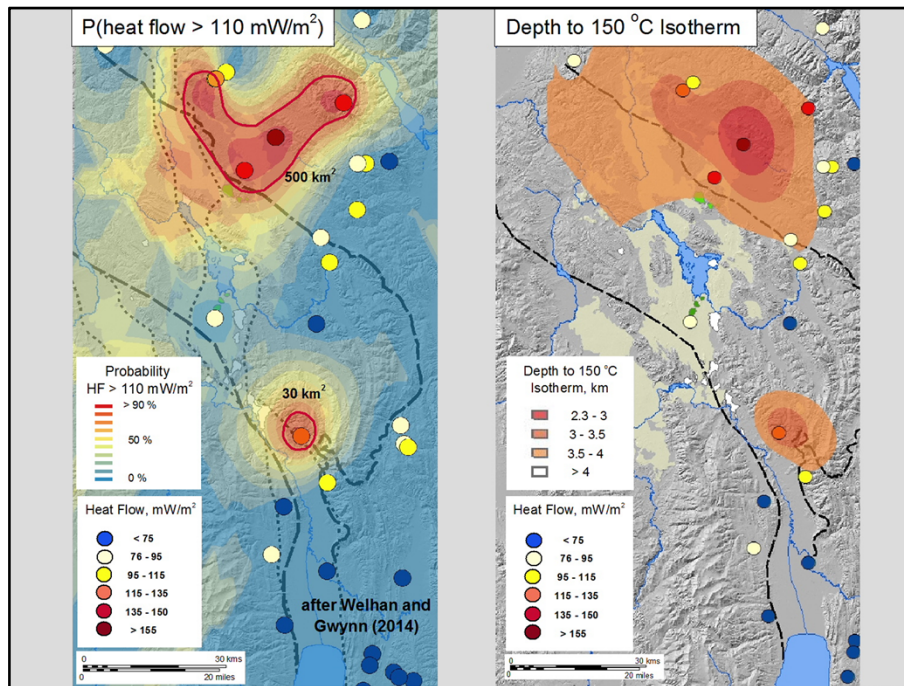 P(heat flow > 110 mW/m²)
500 km²
30 km²
Probability
HF > 110 mW/m²
> 90 %
50 %
0 %
Heat Flow, mW/m²
< 75
76 - 95
95 - 115
115 - 135
135 - 150
> 155
after Welhan and
Gwynn (2014)
0 30 kms
0 20 miles
Depth to 150 °C Isotherm
Depth to 150 °C
Isotherm, km
2.3 - 3
3 - 3.5
3.5 - 4
> 4
Heat Flow, mW/m²
< 75
76 - 95
95 - 115
115 - 135
135 - 150
> 155
0 30 kms
0 20 miles